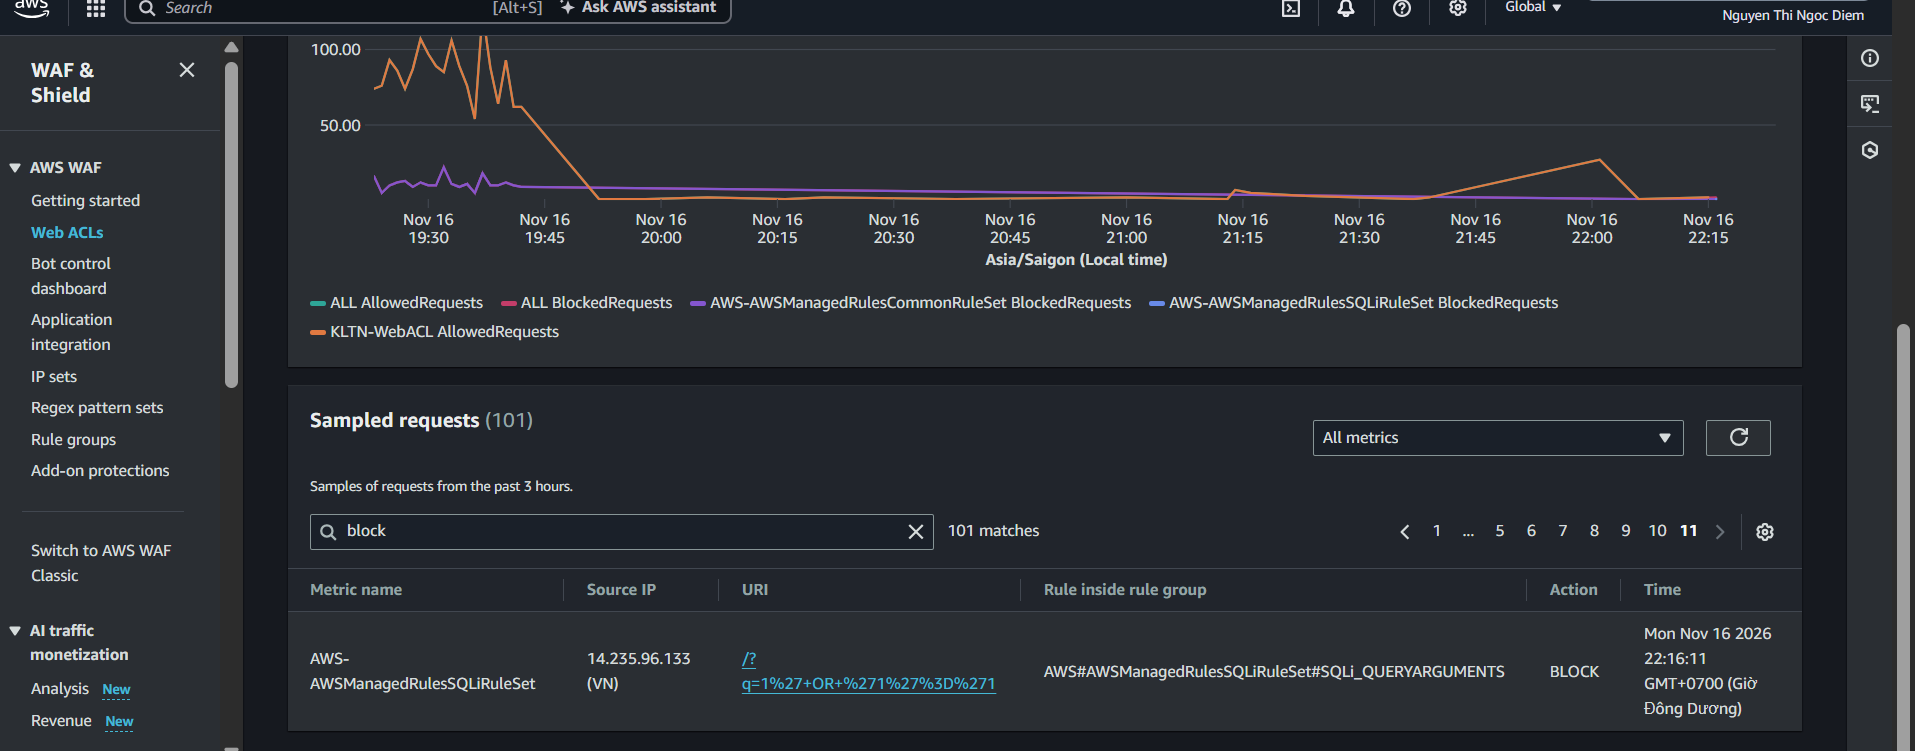 aws
Search
[Alt+S]
Ask AWS assistant
Global
Nguyen Thi Ngoc Diem
WAF &
Shield
AWS WAF
Getting started
Web ACLs
Bot control
dashboard
Application
integration
IP sets
Regex pattern sets
Rule groups
Add-on protections
Switch to AWS WAF
Classic
AI traffic
monetization
Analysis New
Revenue New
100.00
50.00
Nov 16 Nov 16 Nov 16 Nov 16 Nov 16 Nov 16 Nov 16 Nov 16 Nov 16 Nov 16 Nov 16 Nov 16
19:30 19:45 20:00 20:15 20:30 20:45 21:00 21:15 21:30 21:45 22:00 22:15
Asia/Saigon (Local time)
ALL AllowedRequests ALL BlockedRequests AWS-AWSManagedRulesCommonRuleSet BlockedRequests AWS-AWSManagedRulesSQLiRuleSet BlockedRequests
KLTN-WebACL AllowedRequests
Sampled requests (101)
All metrics
Samples of requests from the past 3 hours.
block
101 matches
1 ... 5 6 7 8 9 10 11
Metric name Source IP URI Rule inside rule group Action Time
AWS-
AWSManagedRulesSQLiRuleSet
14.235.96.133
(VN)
/?
q=1%27+OR+%271%27%3D%271
AWS#AWSManagedRulesSQLiRuleSet#SQLi_QUERYARGUMENTS
BLOCK
Mon Nov 16 2026
22:16:11
GMT+0700 (Giờ
Đông Dương)